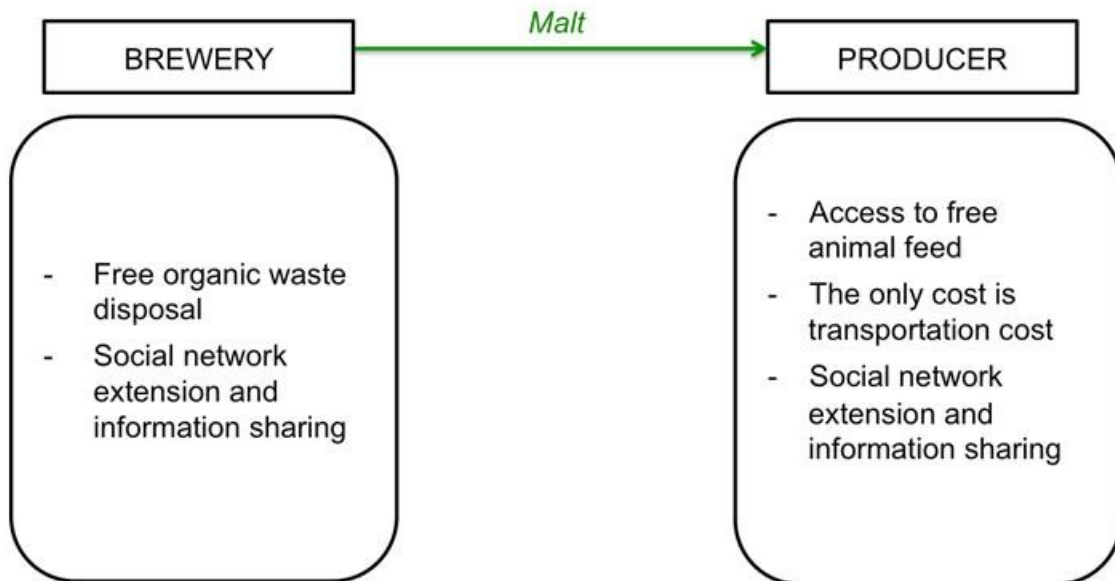 Malt
BREWERY
PRODUCER
- Free organic waste
disposal
- Social network
extension and
information sharing
- Access to free
animal feed
- The only cost is
transportation cost
- Social network
extension and
information sharing